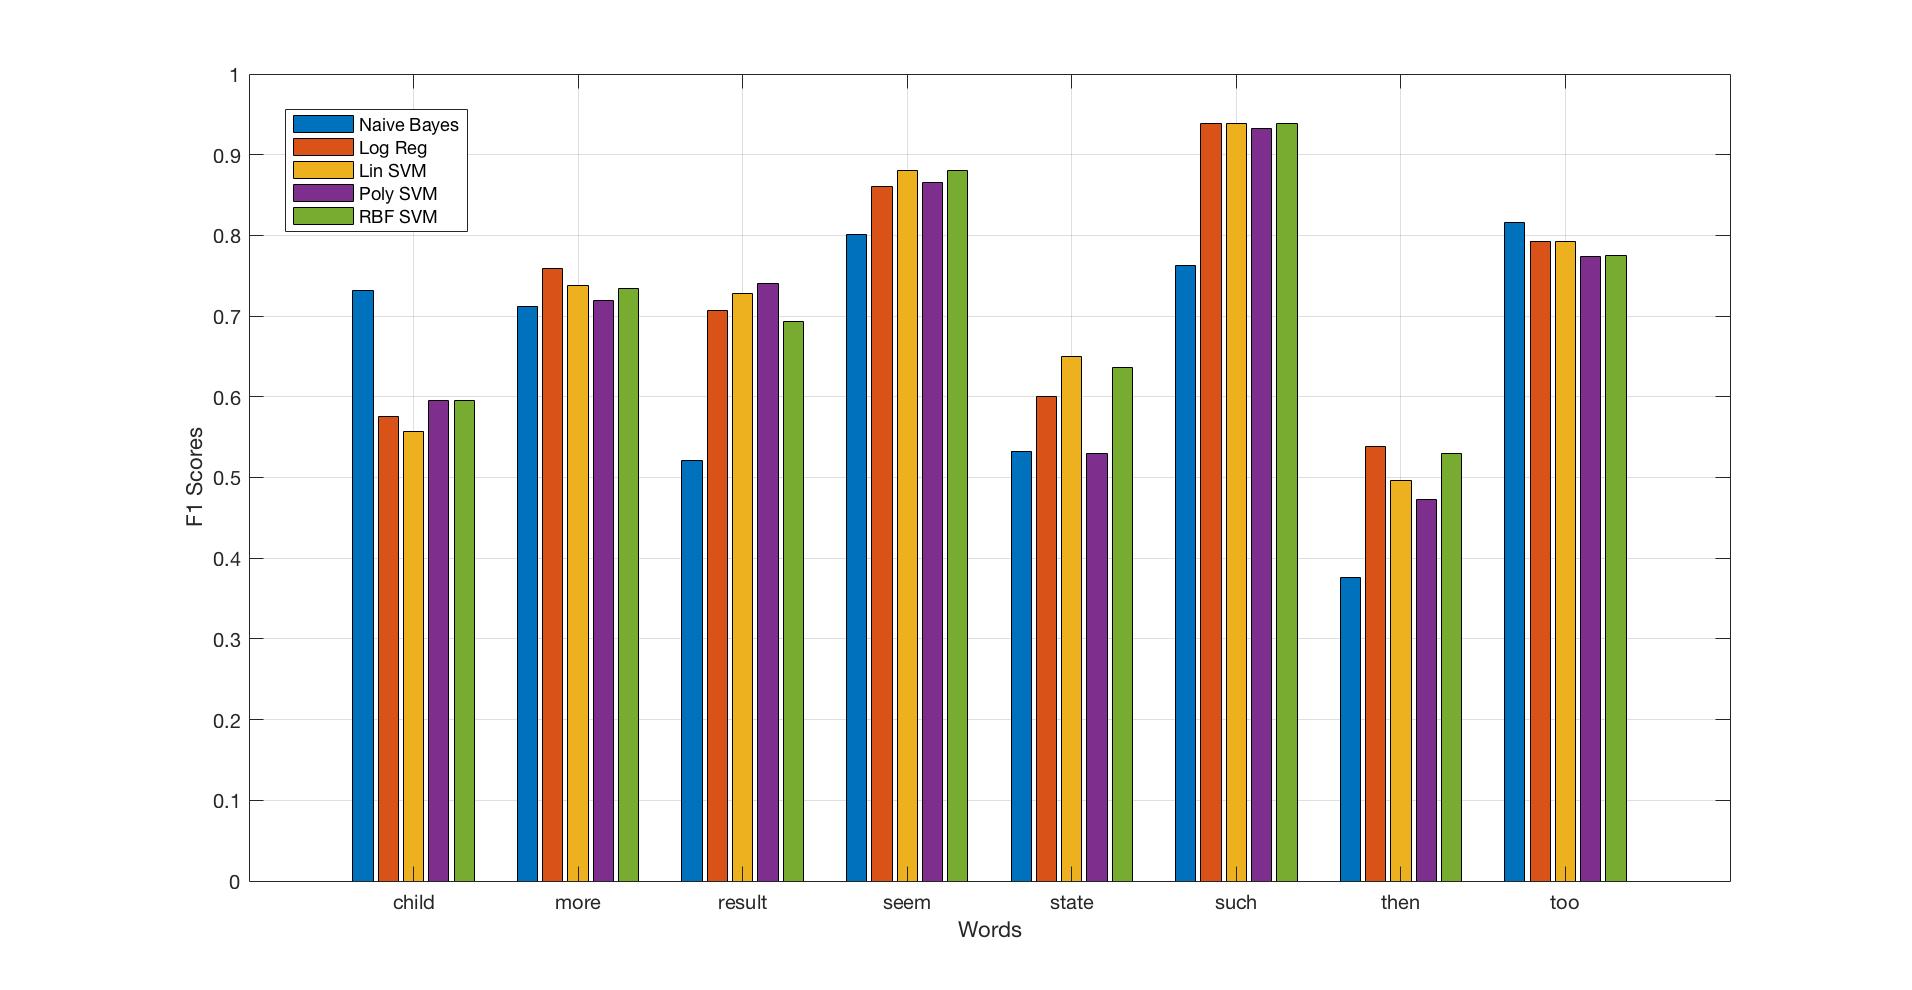 1
0.9
0.8
0.7
0.6
0.5
0.4
0.3
0.2
0.1
0
F1 Scores
Naive Bayes
Log Reg
Lin SVM
Poly SVM
RBF SVM
child more result seem state such then too
Words